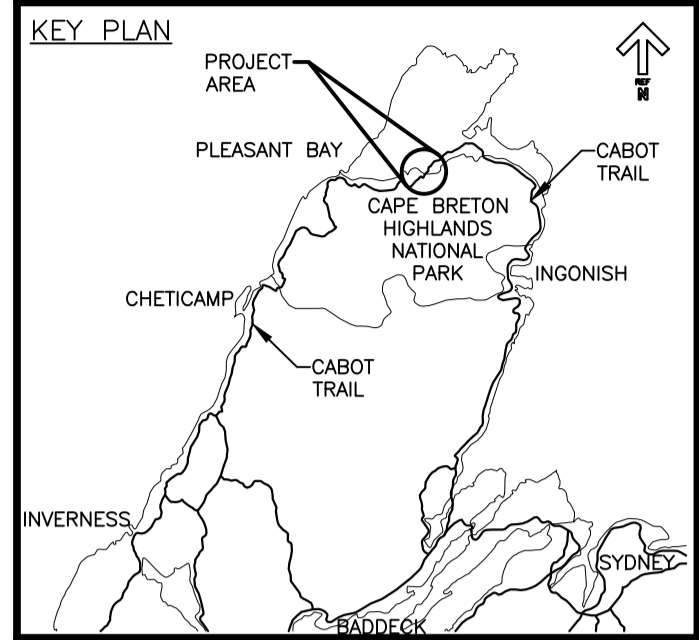 KEY PLAN
PROJECT
AREA
REF
N
PLEASANT BAY
CABOT
TRAIL
CAPE BRETON
HIGHLANDS
NATIONAL
PARK
INGONISH
CHETICAMP
CABOT
TRAIL
INVERNESS
SYDNEY
BADDECK